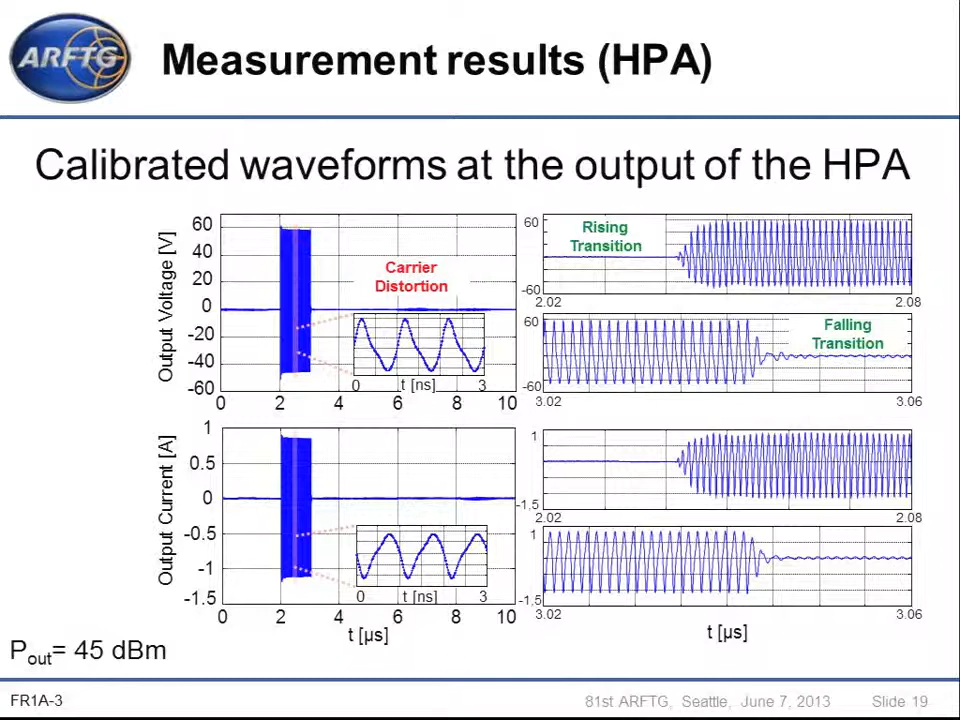 ARFTG
Measurement results (HPA)
Calibrated waveforms at the output of the HPA
Output Voltage [V]
60
40
20
0
-20
-40
-60
0 2 4 6 8 10
Carrier
Distortion
0 t [ns] 3
60
-60
2.02 2.08
Rising
Transition
60
-60
3.02 3.06
Falling
Transition
Output Current [A]
1
0.5
0
-0.5
-1
-1.5
0 2 4 6 8 10
t [µs]
0 t [ns] 3
1
-1.5
2.02 2.08
1
-1.5
3.02 3.06
t [µs]
Pout= 45 dBm
FR1A-3
81st ARFTG, Seattle, June 7, 2013 Slide 19